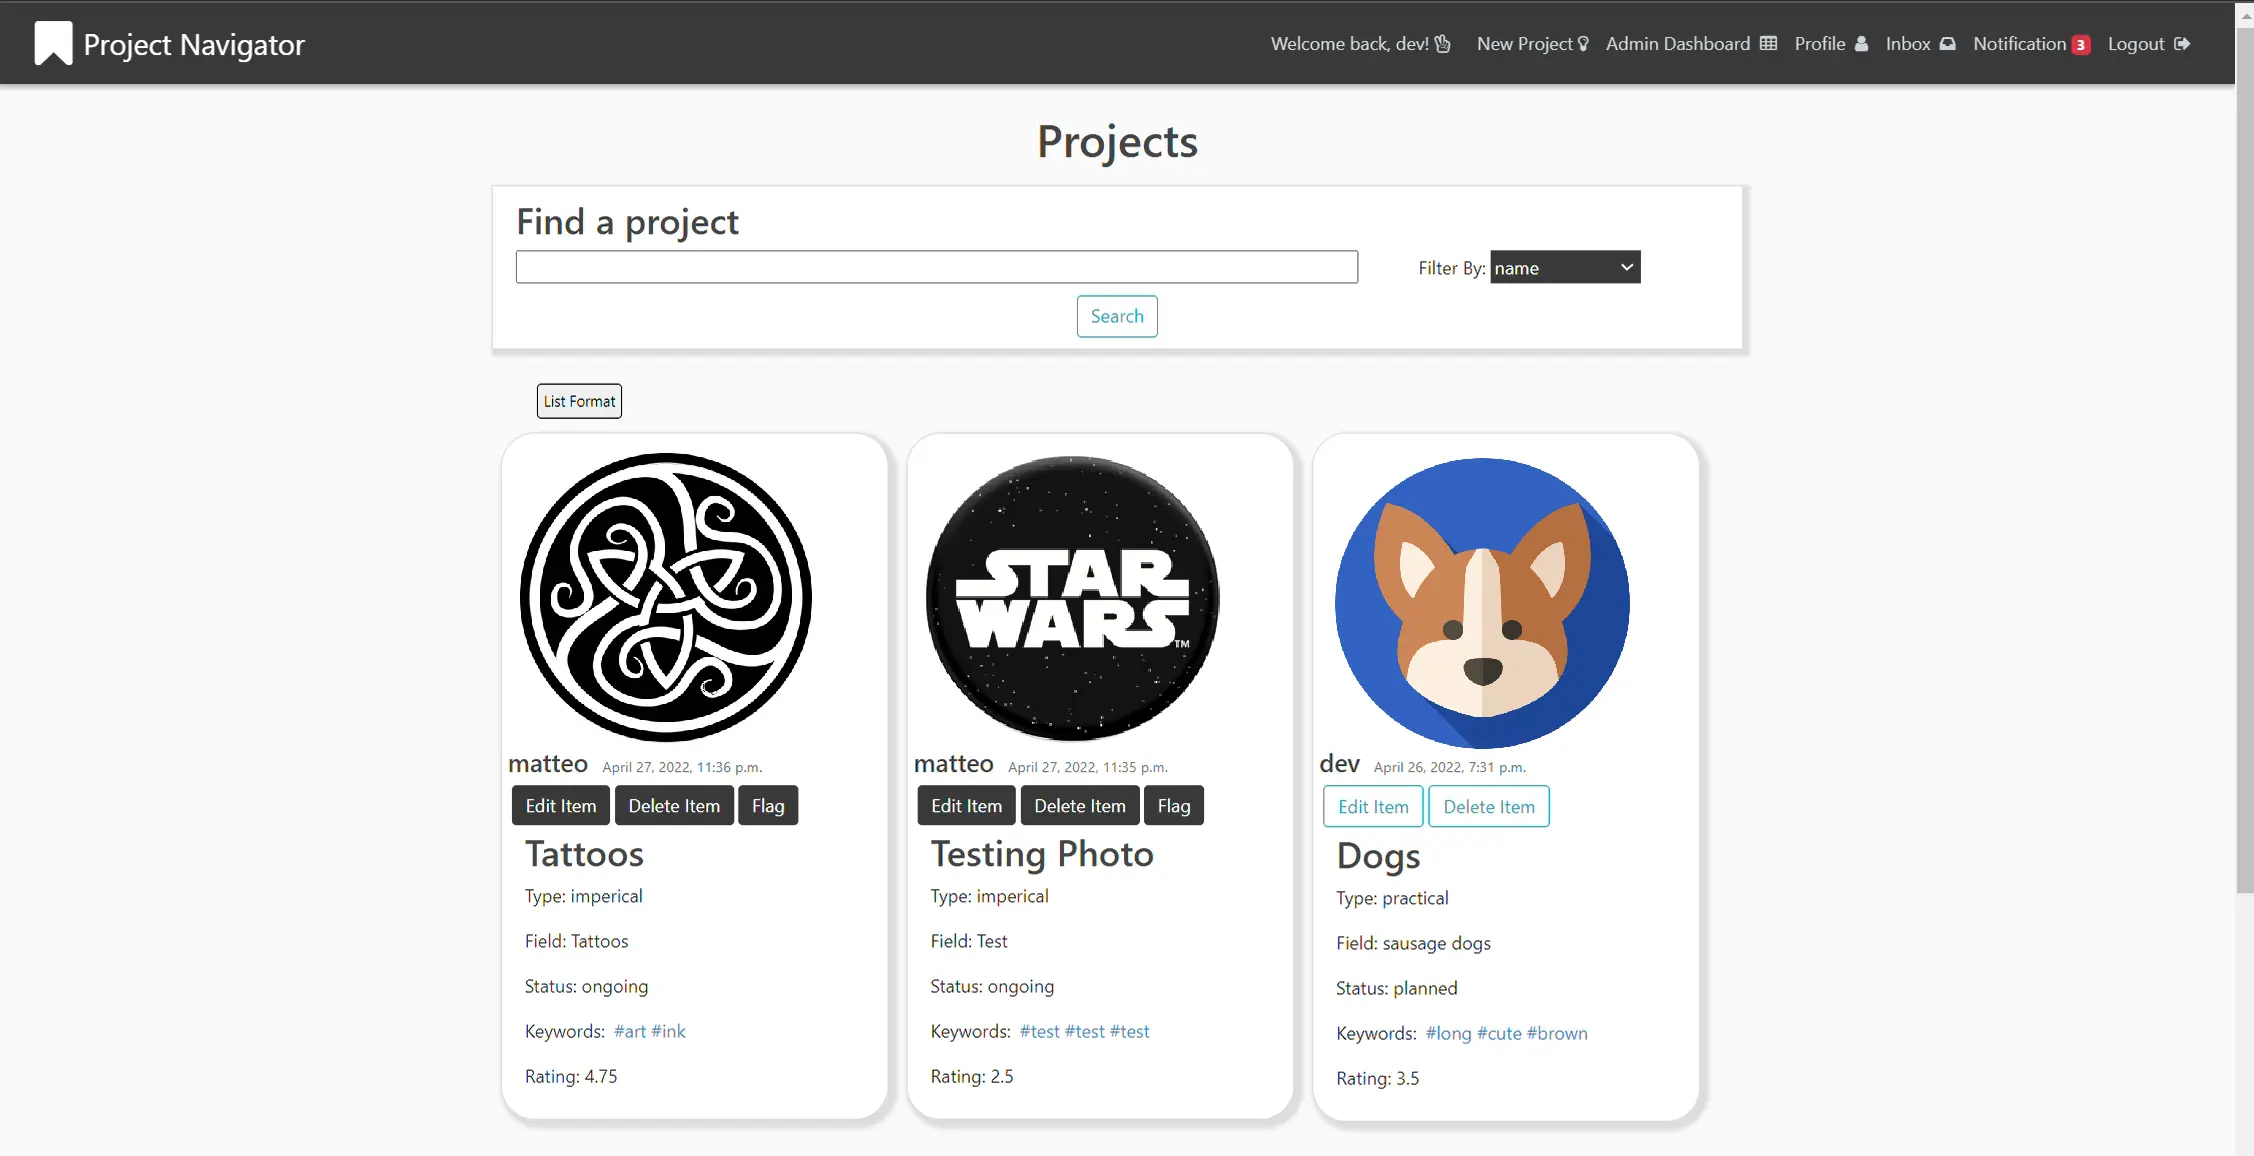 Project Navigator
Welcome back, dev! New Project Admin Dashboard Profile Inbox Notification 3 Logout
Projects
Find a project
Filter By: name
Search
List Format
STAR
WARS
TM
matteo April 27, 2022, 11:36 p.m.
Edit Item Delete Item Flag
Tattoos
Type: imperical
Field: Tattoos
Status: ongoing
Keywords: #art #ink
Rating: 4.75
matteo April 27, 2022, 11:35 p.m.
Edit Item Delete Item Flag
Testing Photo
Type: imperical
Field: Test
Status: ongoing
Keywords: #test #test #test
Rating: 2.5
dev April 26, 2022, 7:31 p.m.
Edit Item Delete Item
Dogs
Type: practical
Field: sausage dogs
Status: planned
Keywords: #long #cute #brown
Rating: 3.5